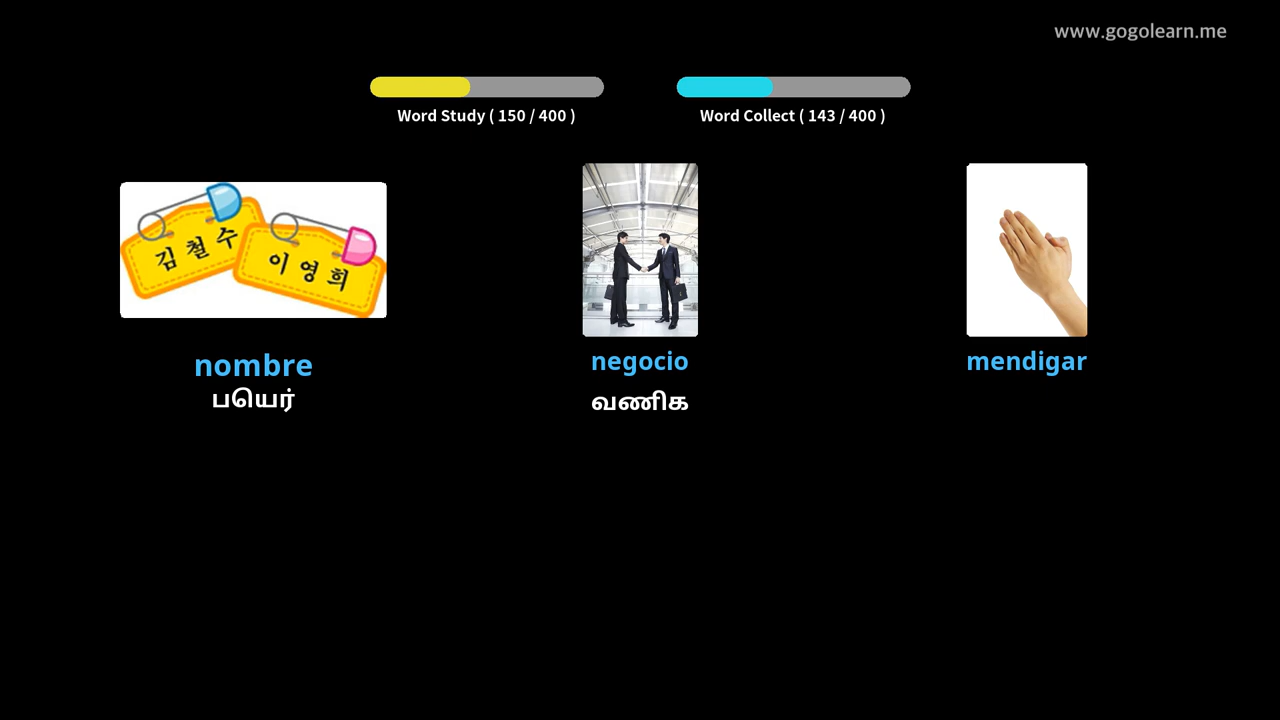 www.gogolearn.me
Word Study ( 150 / 400 )
Word Collect ( 143 / 400 )
김철수
이영희
nombre
பயெர்
negocio
வணிக
mendigar